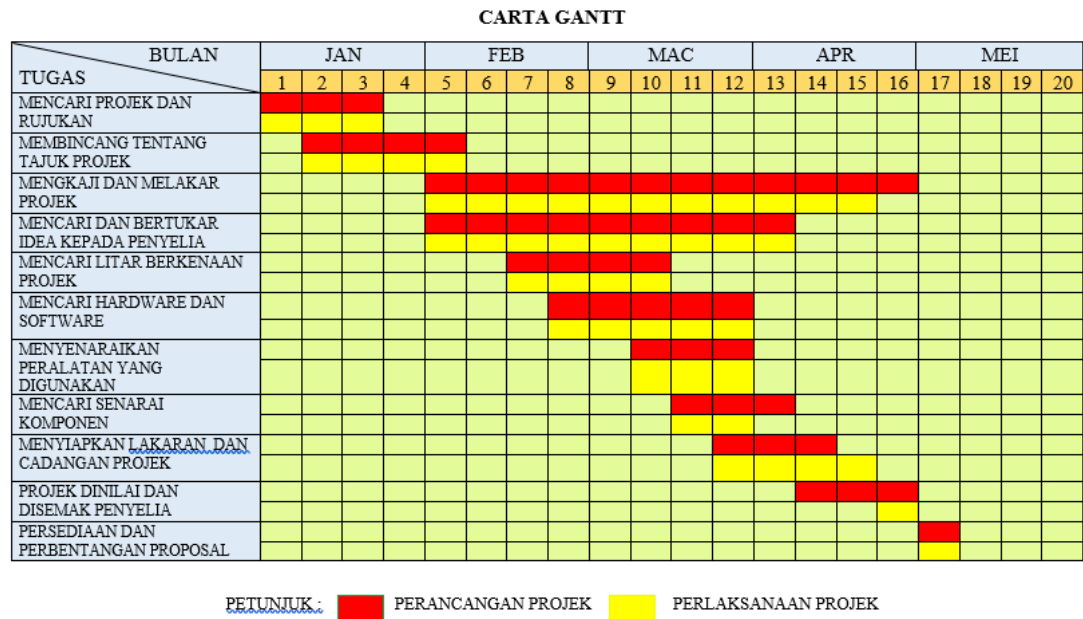 CARTA GANTT
BULAN
TUGAS
JAN FEB MAC APR MEI
1 2 3 4 5 6 7 8 9 10 11 12 13 14 15 16 17 18 19 20
MENCARI PROJEK DAN
RUJUKAN
MEMBINCANG TENTANG
TAJUK PROJEK
MENGKAJI DAN MELAKAR
PROJEK
MENCARI DAN BERTUKAR
IDEA KEPADA PENYELIA
MENCARI LITAR BERKENAAN
PROJEK
MENCARI HARDWARE DAN
SOFTWARE
MENYENARAIKAN
PERALATAN YANG
DIGUNAKAN
MENCARI SENARAI
KOMPONEN
MENYIAPKAN LAKARAN DAN
CADANGAN PROJEK
PROJEK DINILAI DAN
DISEMAK PENYELIA
PERSEDIAAN DAN
PERBENTANGAN PROPOSAL
PETUNJUK : PERANCANGAN PROJEK PERLAKSANAAN PROJEK